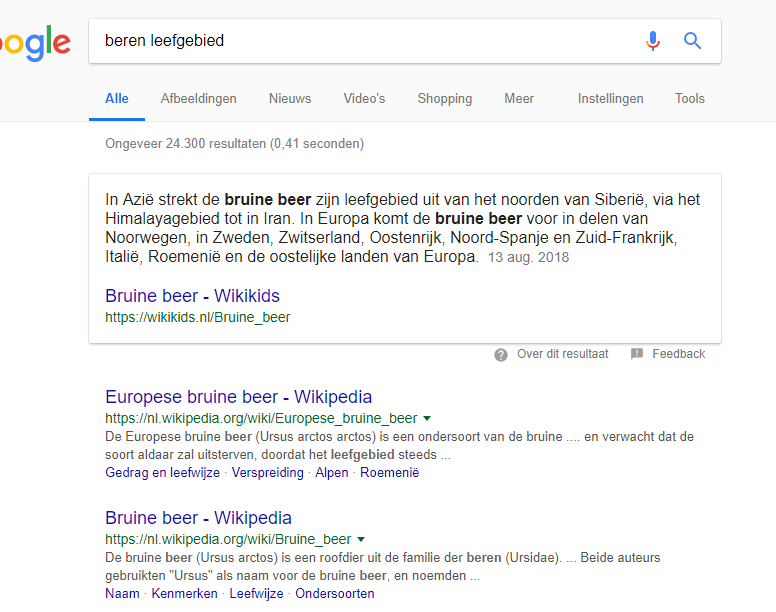 oogle
beren leefgebied
Alle Afbeeldingen Nieuws Video's Shopping Meer Instellingen Tools
Ongeveer 24.300 resultaten (0,41 seconden)
In Azië strekt de bruine beer zijn leefgebied uit van het noorden van Siberië, via het
Himalayagebied tot in Iran. In Europa komt de bruine beer voor in delen van
Noorwegen, in Zweden, Zwitserland, Oostenrijk, Noord-Spanje en Zuid-Frankrijk,
Italië, Roemenië en de oostelijke landen van Europa. 13 aug. 2018
Bruine beer - Wikikids
https://wikikids.nl/Bruine_beer
Over dit resultaat Feedback
Europese bruine beer - Wikipedia
https://nl.wikipedia.org/wiki/Europese_bruine_beer
De Europese bruine beer (Ursus arctos arctos) is een ondersoort van de bruine .... en verwacht dat de
soort aldaar zal uitsterven, doordat het leefgebied steeds ...
Gedrag en leefwijze · Verspreiding · Alpen · Roemenië
Bruine beer - Wikipedia
https://nl.wikipedia.org/wiki/Bruine_beer
De bruine beer (Ursus arctos) is een roofdier uit de familie der beren (Ursidae). ... Beide auteurs
gebruikten "Ursus" als naam voor de bruine beer, en noemden ...
Naam · Kenmerken · Leefwijze · Ondersoorten